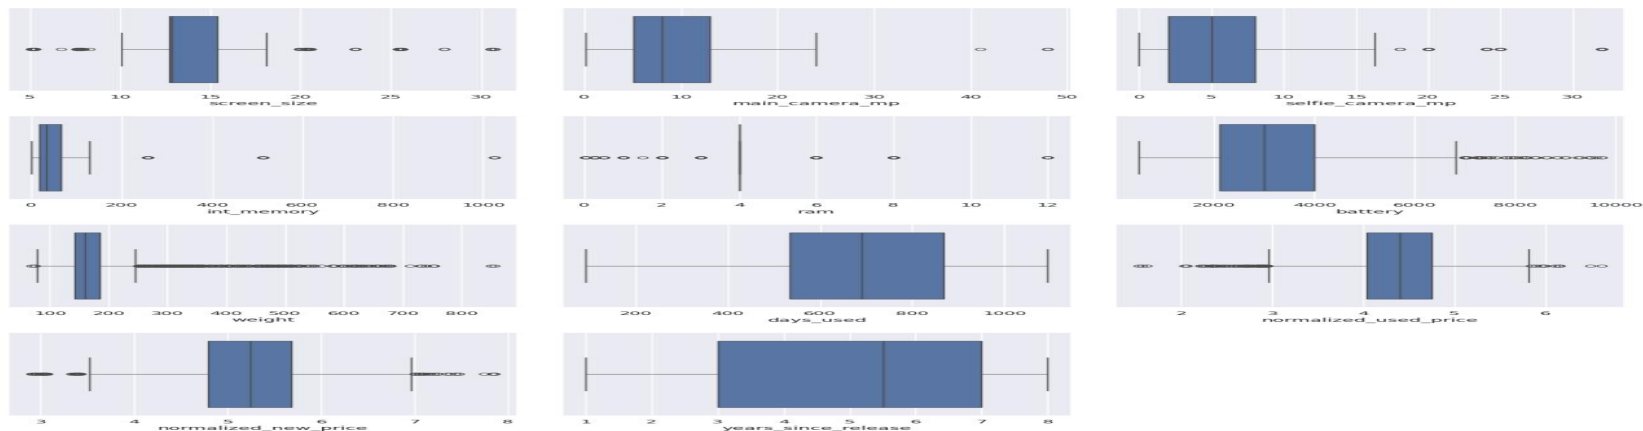 5 10 15 20 25 30
screen_size
0 10 20 30 40 50
main_camera_mp
0 5 10 15 20 25 30
selfie_camera_mp
0 200 400 600 800 1000
int_memory
0 2 4 6 8 10 12
ram
2000 4000 6000 8000 10000
battery
100 200 300 400 500 600 700 800
weight
200 400 600 800 1000
days_used
2 3 4 5 6
normalized_used_price
3 4 5 6 7 8
normalized_new_price
1 2 3 4 5 6 7 8
years_since_release